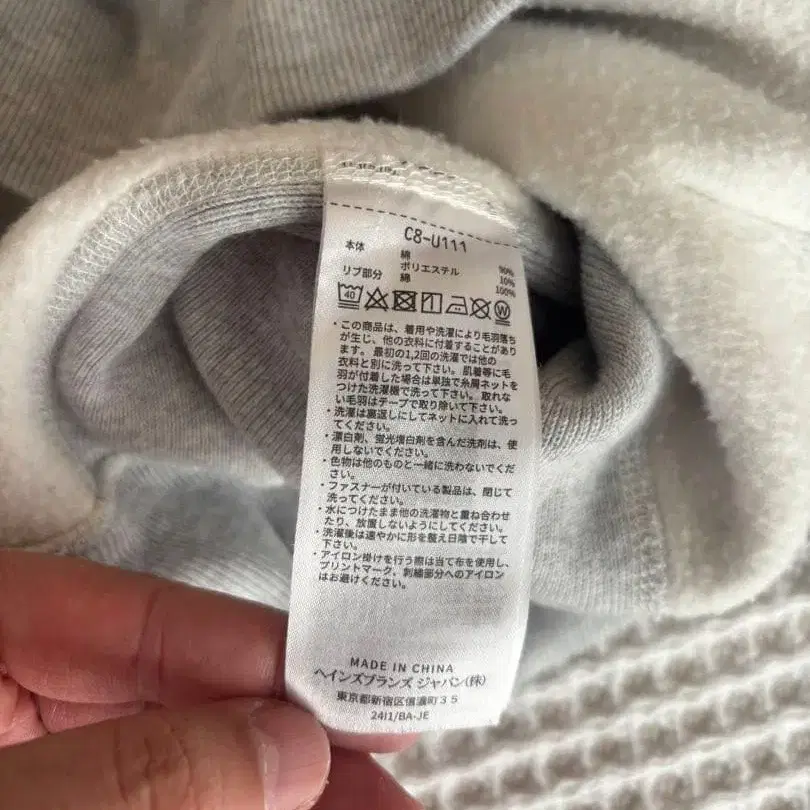 C8-U111
本体 綿 90%
ポリエステル 10%
リブ部分 綿 100%
40
・この商品は、着用や洗濯により毛羽落ち
が生じ、他の衣料に付着することがあり
ます。最初の1,2回の洗濯では他の
衣料と別に洗って下さい。肌着等に毛
羽が付着した場合は単独で糸屑ネットを
つけた洗濯機で洗って下さい。取れな
い毛羽はテープで取り除いて下さい。
・洗濯は裏返しにしてネットに入れて洗っ
てください。
・漂白剤、蛍光増白剤を含んだ洗剤は、使
用しないでください。
・色物は他のものと一緒に洗わないでくだ
さい。
・ファスナーが付いている製品は、閉じて
洗ってください。
・水につけたまま他の洗濯物と重ね合わせ
たり、放置しないようにしてください。
・洗濯後は速やかに形を整え日陰で干して
下さい。
・アイロン掛けを行う際は当て布を使用し、
プリントマーク、刺繍部分へのアイロン
はお避けください。
MADE IN CHINA
ヘインズブランズ ジャパン(株)
東京都新宿区信濃町35
24I1/BA-JE